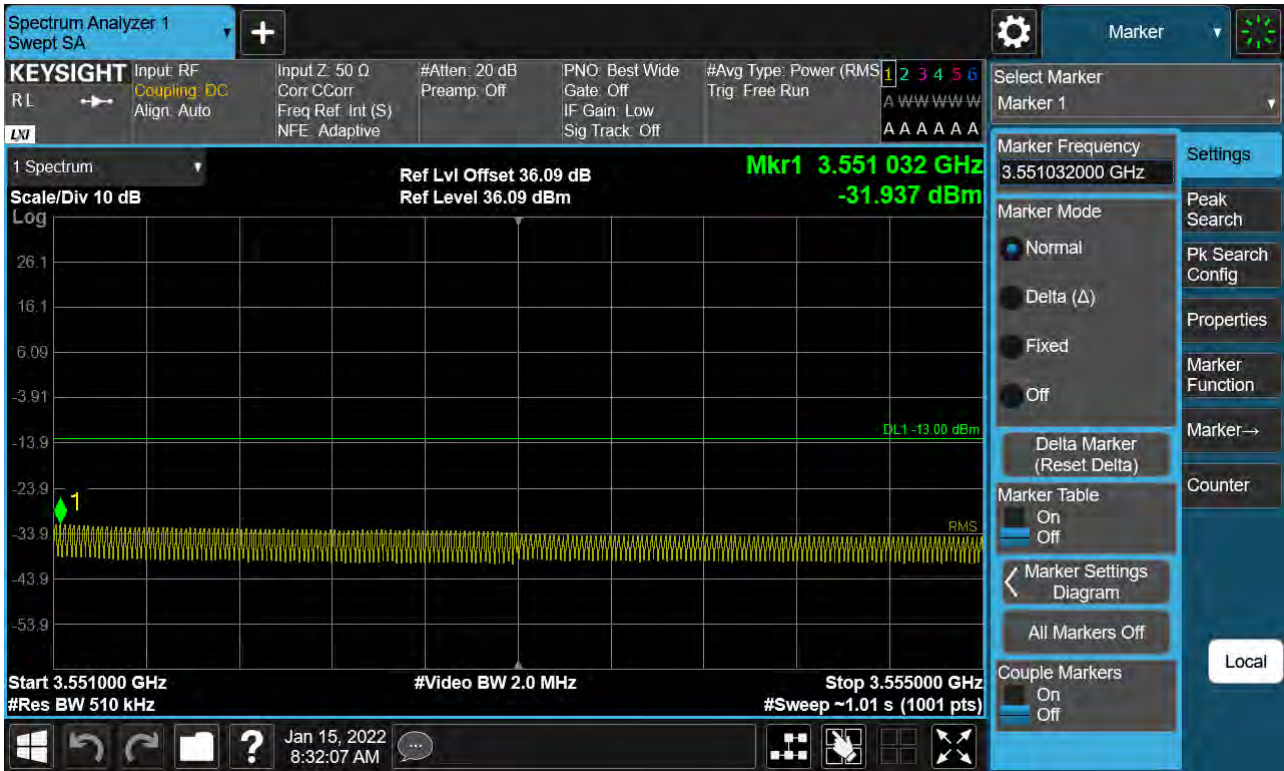 Spectrum Analyzer 1
Swept SA
Marker
KEYSIGHT
RL
LXI
Input: RF
Coupling: DC
Align: Auto
Input Z: 50 Ω
Corr CCorr
Freq Ref: Int (S)
NFE: Adaptive
#Atten: 20 dB
Preamp: Off
PNO: Best Wide
Gate: Off
IF Gain: Low
Sig Track: Off
#Avg Type: Power (RMS
Trig: Free Run
1 2 3 4 5 6
A W W W W W
A A A A A A
1 Spectrum
Scale/Div 10 dB
Log
Ref Lvl Offset 36.09 dB
Ref Level 36.09 dBm
Mkr1 3.551 032 GHz
-31.937 dBm
26.1
16.1
6.09
-3.91
-13.9
-23.9
-33.9
-43.9
-53.9
DL1 -13.00 dBm
1
RMS
Start 3.551000 GHz
#Res BW 510 kHz
#Video BW 2.0 MHz
Stop 3.555000 GHz
#Sweep ~1.01 s (1001 pts)
?
Jan 15, 2022
8:32:07 AM
Select Marker
Marker 1
Marker Frequency
3.551032000 GHz
Marker Mode
Normal
Delta (Δ)
Fixed
Off
Delta Marker
(Reset Delta)
Marker Table
On
Off
Marker Settings
Diagram
All Markers Off
Couple Markers
On
Off
Settings
Peak
Search
Pk Search
Config
Properties
Marker
Function
Marker→
Counter
Local